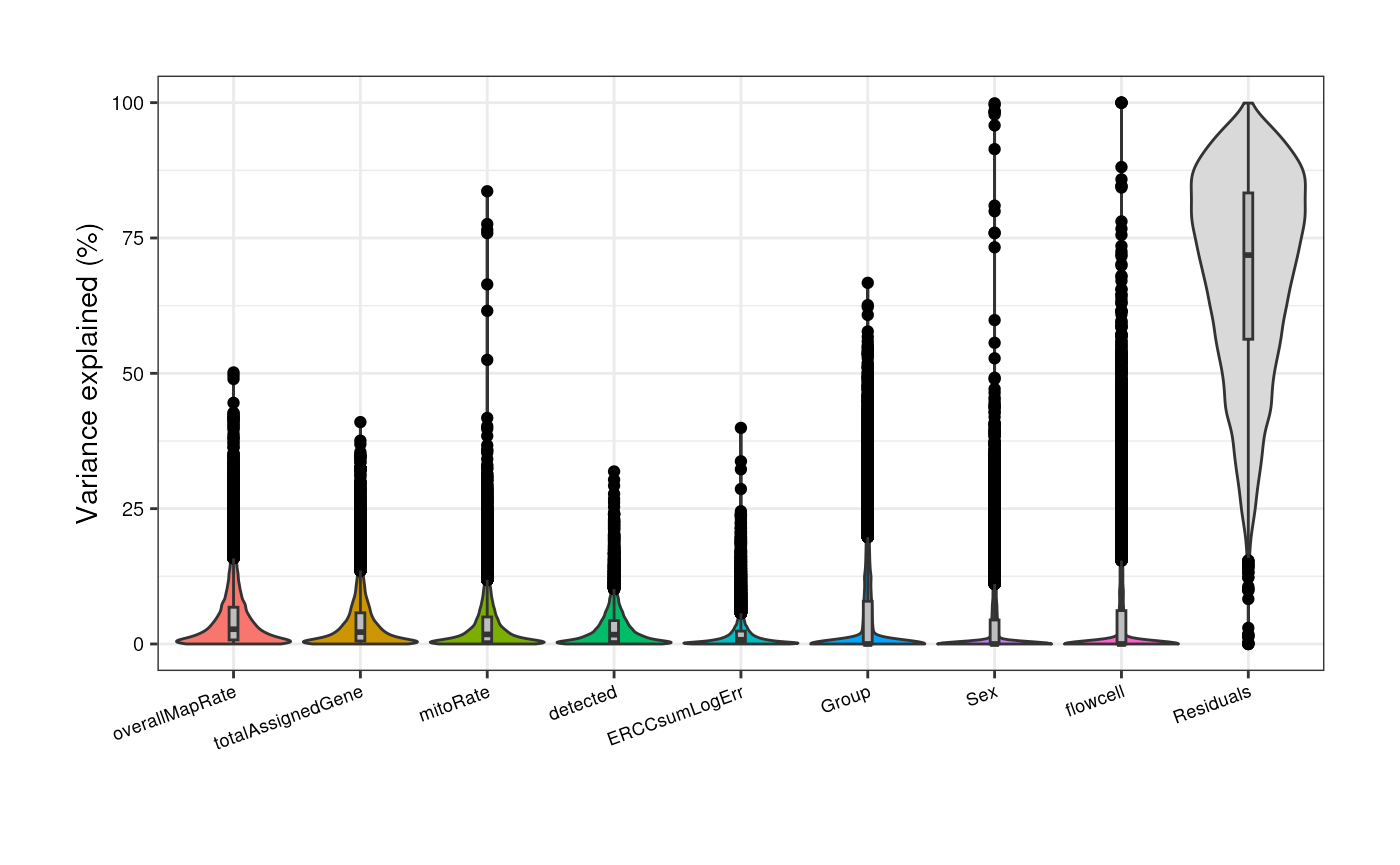 Variance explained (%)
100
75
50
25
0
overallMapRate
totalAssignedGene
mitoRate
detected
ERCCsumLogErr
Group
Sex
flowcell
Residuals